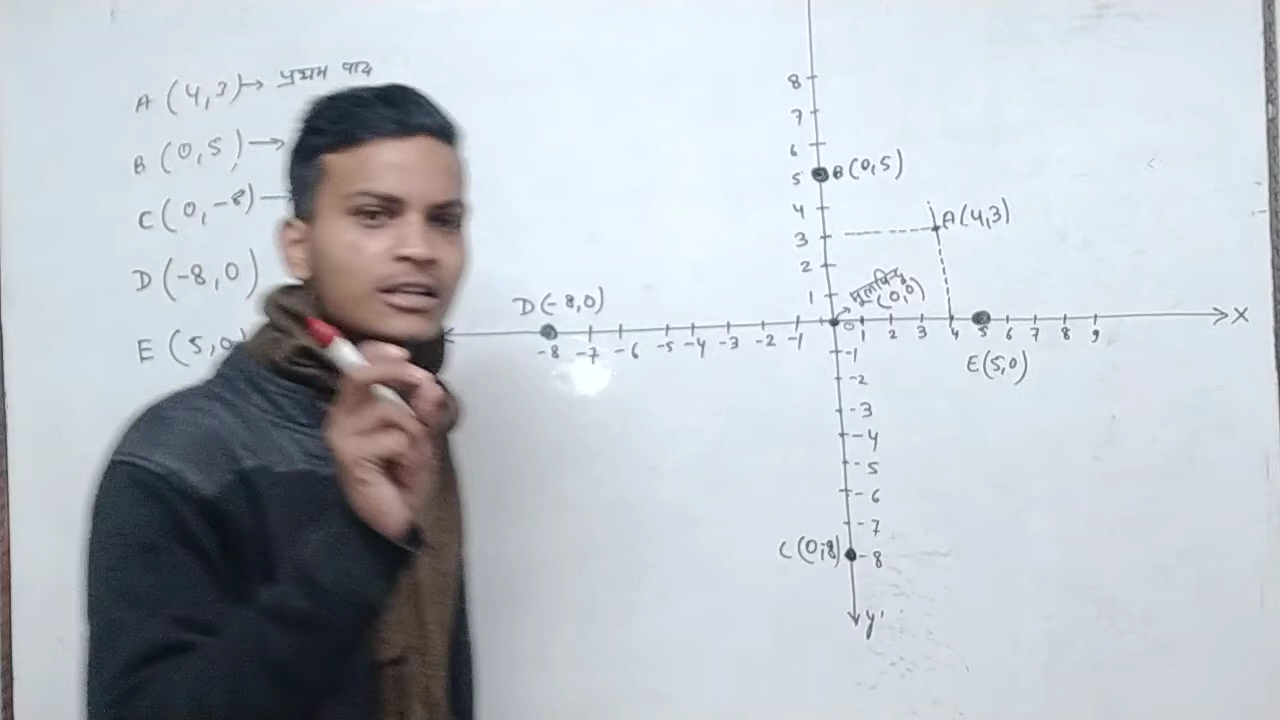 A (4,3) → प्रथम पाद
B (0,5) →
C (0,-8) —
D (-8,0)
E (5,0
8
7
6
5 B(0,5)
4
3 A(4,3)
2
1 मूलबिन्दु (0,0)
D(-8,0)
-8 -7 -6 -5 -4 -3 -2 -1 0 1 2 3 4 5 6 7 8 9 X
E(5,0)
-1
-2
-3
-4
-5
-6
-7
C(0,-8) -8
y'